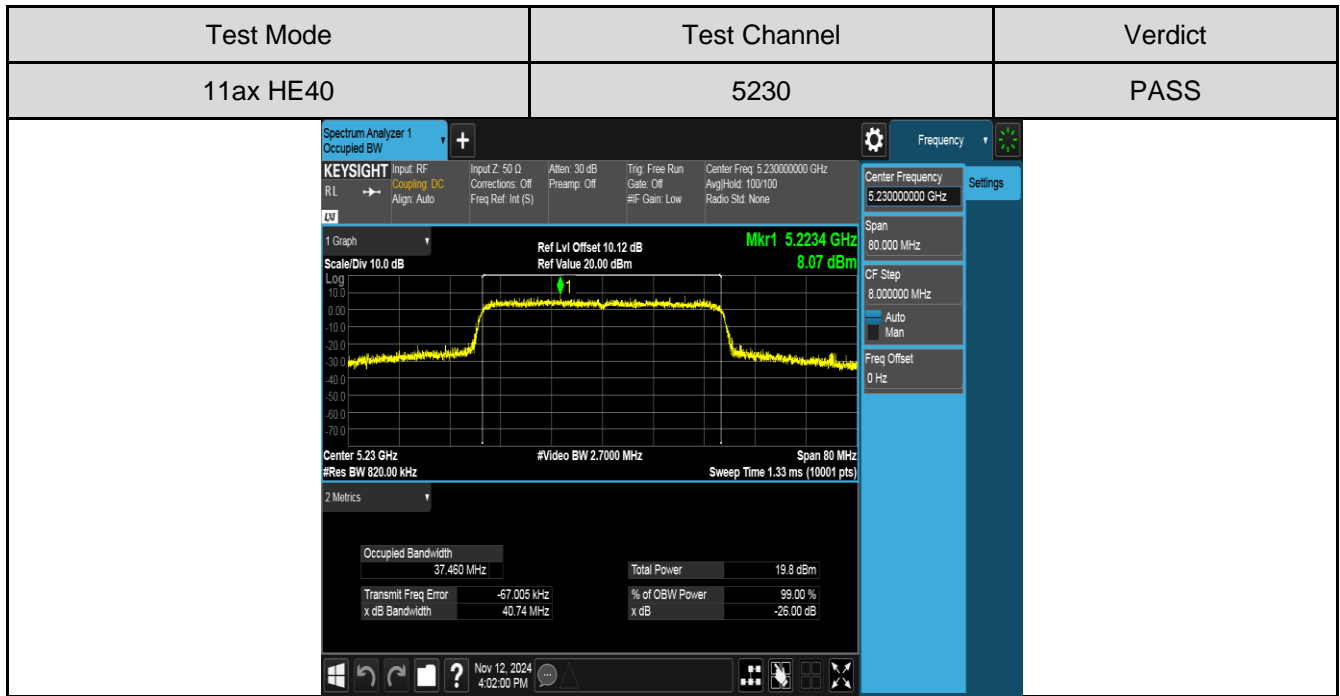 Test Mode Test Channel Verdict
11ax HE40 5230 PASS
Spectrum Analyzer 1
Occupied BW
+
Frequency
KEYSIGHT
RL
LXI
Input: RF
Coupling: DC
Align: Auto
Input Z: 50 Ω
Corrections: Off
Freq Ref: Int (S)
Atten: 30 dB
Preamp: Off
Trig: Free Run
Gate: Off
#IF Gain: Low
Center Freq: 5.230000000 GHz
Avg|Hold: 100/100
Radio Std: None
Center Frequency
5.230000000 GHz
Settings
Span
80.000 MHz
CF Step
8.000000 MHz
Auto
Man
Freq Offset
0 Hz
1 Graph
Scale/Div 10.0 dB
Ref Lvl Offset 10.12 dB
Ref Value 20.00 dBm
Mkr1 5.2234 GHz
8.07 dBm
Log
10.0
0.00
-10.0
-20.0
-30.0
-40.0
-50.0
-60.0
-70.0
1
Center 5.23 GHz #Video BW 2.7000 MHz Span 80 MHz
#Res BW 820.00 kHz Sweep Time 1.33 ms (10001 pts)
2 Metrics
Occupied Bandwidth
37.460 MHz Total Power 19.8 dBm
Transmit Freq Error -67.005 kHz % of OBW Power 99.00 %
x dB Bandwidth 40.74 MHz x dB -26.00 dB
?
Nov 12, 2024
4:02:00 PM